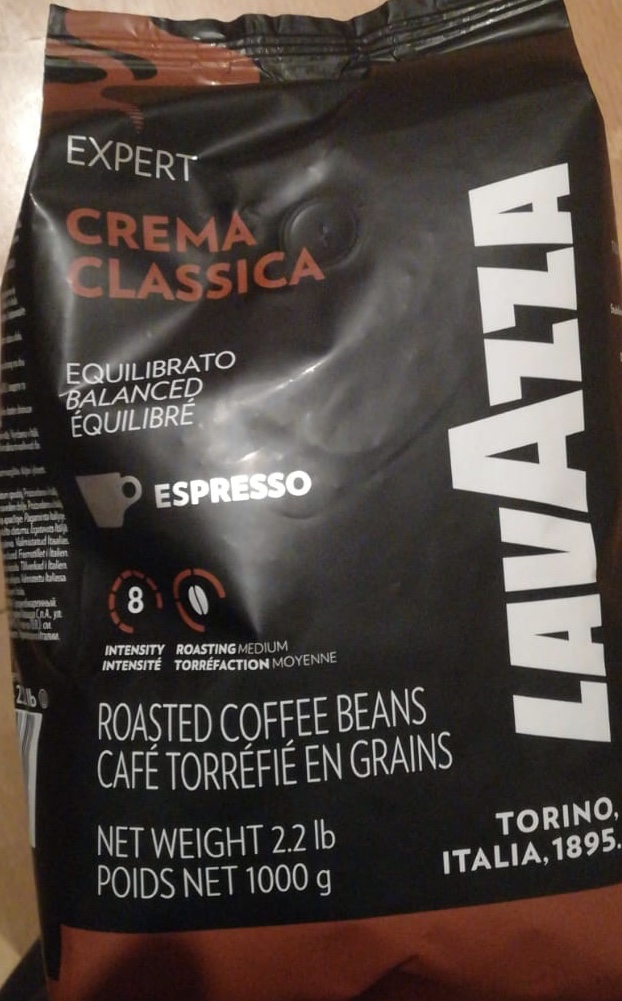 EXPERT
CREMA
CLASSICA
EQUILIBRATO
BALANCED
ÉQUILIBRÉ
ESPRESSO
8
INTENSITY
INTENSITÉ
ROASTING MEDIUM
TORRÉFACTION MOYENNE
ROASTED COFFEE BEANS
CAFÉ TORRÉFIÉ EN GRAINS
NET WEIGHT 2.2 lb
POIDS NET 1000 g
LAVAZZA
TORINO,
ITALIA, 1895.